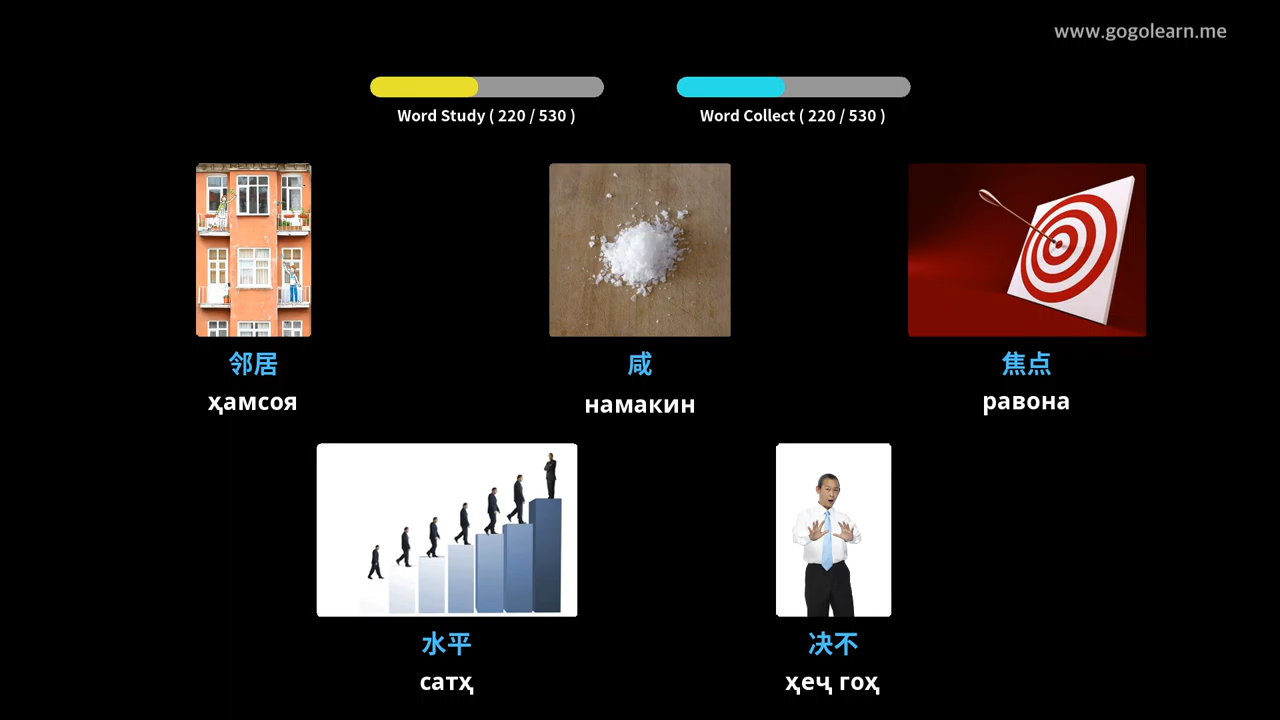 www.gogolearn.me
Word Study ( 220 / 530 )
Word Collect ( 220 / 530 )
邻居
ҳамсоя
咸
намакин
焦点
равона
水平
сатҳ
决不
ҳеҷ гоҳ